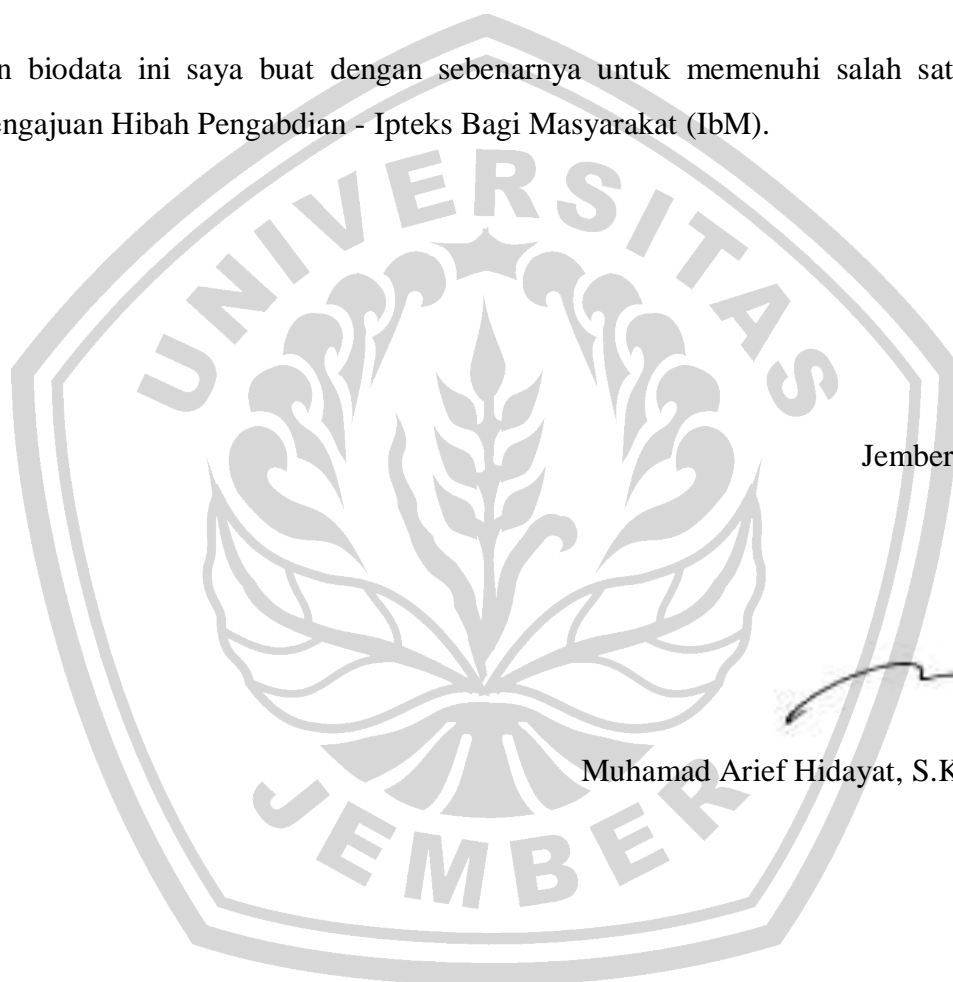 n biodata ini saya buat dengan sebenarnya untuk memenuhi salah sat
engajuan Hibah Pengabdian - Ipteks Bagi Masyarakat (IbM).
UNIVERSITAS
Jember
Muhamad Arief Hidayat, S.K
JEMBER